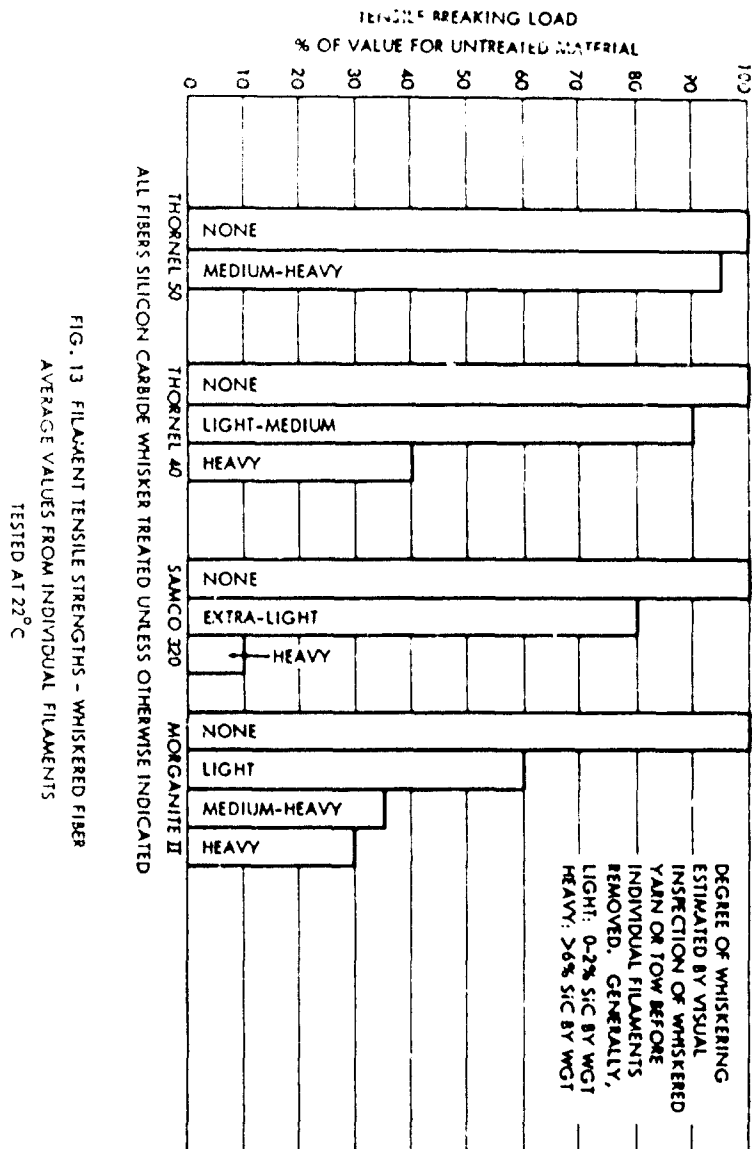 TENSILE BREAKING LOAD
% OF VALUE FOR UNTREATED MATERIAL
0
10
20
30
40
50
60
70
80
90
100
THORNEL 50
NONE
MEDIUM-HEAVY
THORNEL 40
NONE
LIGHT-MEDIUM
HEAVY
SAMCO 320
NONE
EXTRA-LIGHT
HEAVY
MORGANITE II
NONE
LIGHT
MEDIUM-HEAVY
HEAVY
DEGREE OF WHISKERING
ESTIMATED BY VISUAL
INSPECTION OF WHISKERED
YARN OR TOW BEFORE
INDIVIDUAL FILAMENTS
REMOVED. GENERALLY,
LIGHT: 0-2% SiC BY WGT
HEAVY: >6% SiC BY WGT
ALL FIBERS SILICON CARBIDE WHISKER TREATED UNLESS OTHERWISE INDICATED
FIG. 13 FILAMENT TENSILE STRENGTHS - WHISKERED FIBER
AVERAGE VALUES FROM INDIVIDUAL FILAMENTS
TESTED AT 22°C